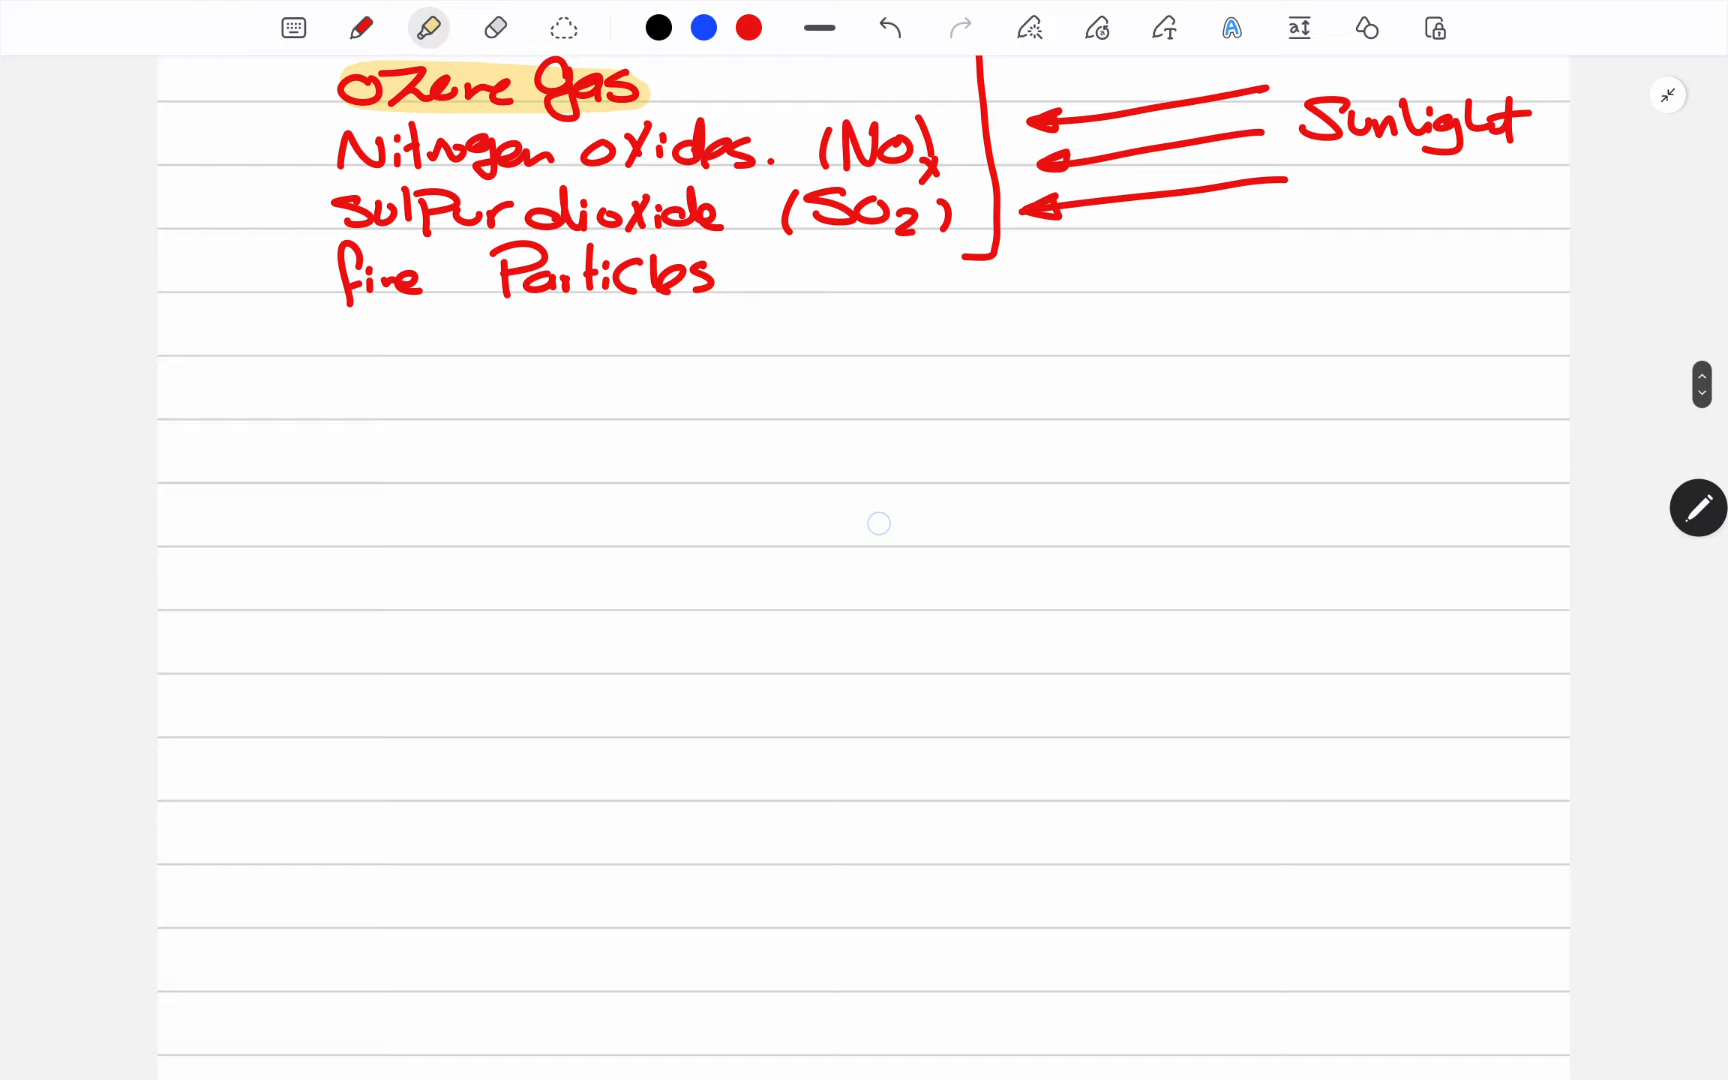 ozone gas
Nitrogen oxides. (NOx)
Sulpur dioxide (SO2)
fine Particles
Sunlight